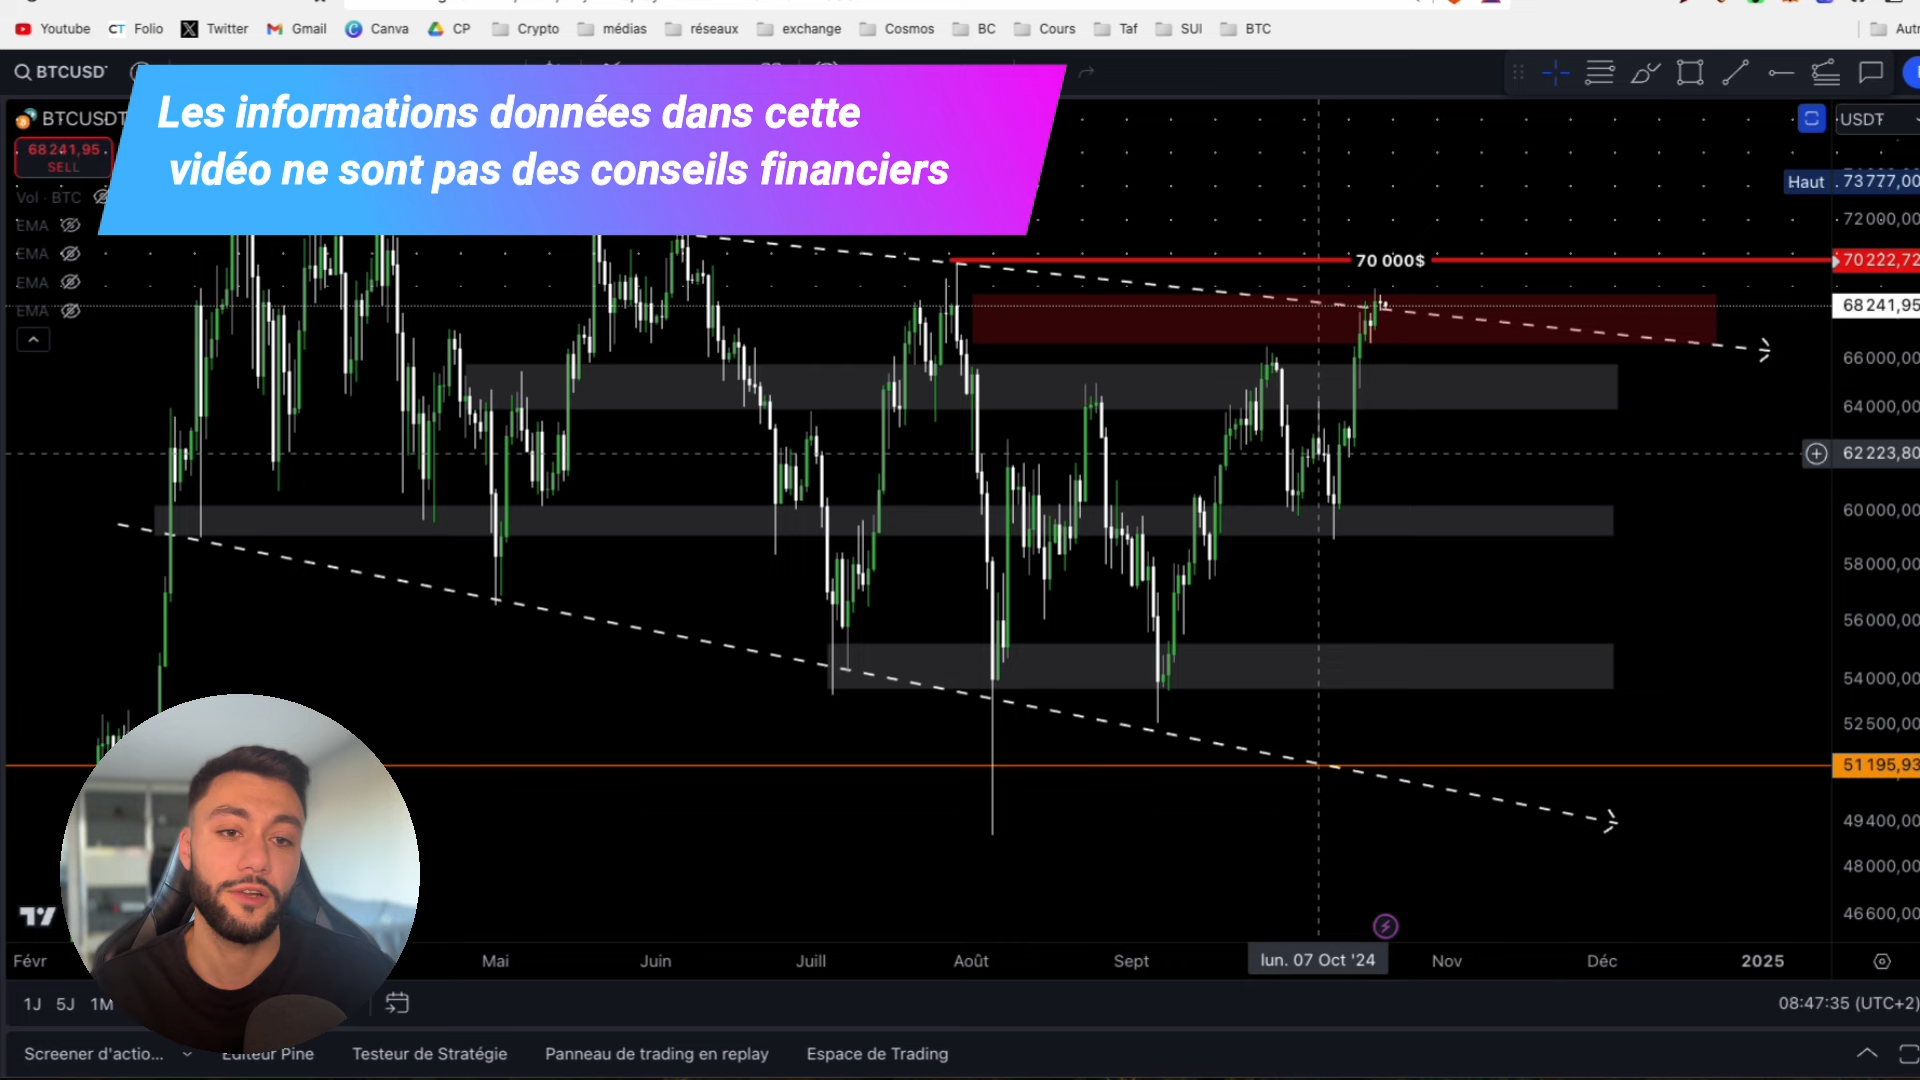 Youtube
CT Folio
Twitter
Gmail
Canva
CP
Crypto
médias
réseaux
exchange
Cosmos
BC
Cours
Taf
SUI
BTC
Autr
BTCUSD
Les informations données dans cette
vidéo ne sont pas des conseils financiers
BTCUSDT
USDT
68 241,95
SELL
Vol · BTC
EMA
EMA
EMA
EMA
Haut
73 777,00
72 000,00
70 000$
70 222,72
68 241,95
66 000,00
64 000,00
62 223,80
60 000,00
58 000,00
56 000,00
54 000,00
52 500,00
51 195,93
49 400,00
48 000,00
46 600,00
Févr
Mai
Juin
Juill
Août
Sept
lun. 07 Oct '24
Nov
Déc
2025
1J
5J
1M
08:47:35 (UTC+2)
Screener d'actio...
Éditeur Pine
Testeur de Stratégie
Panneau de trading en replay
Espace de Trading